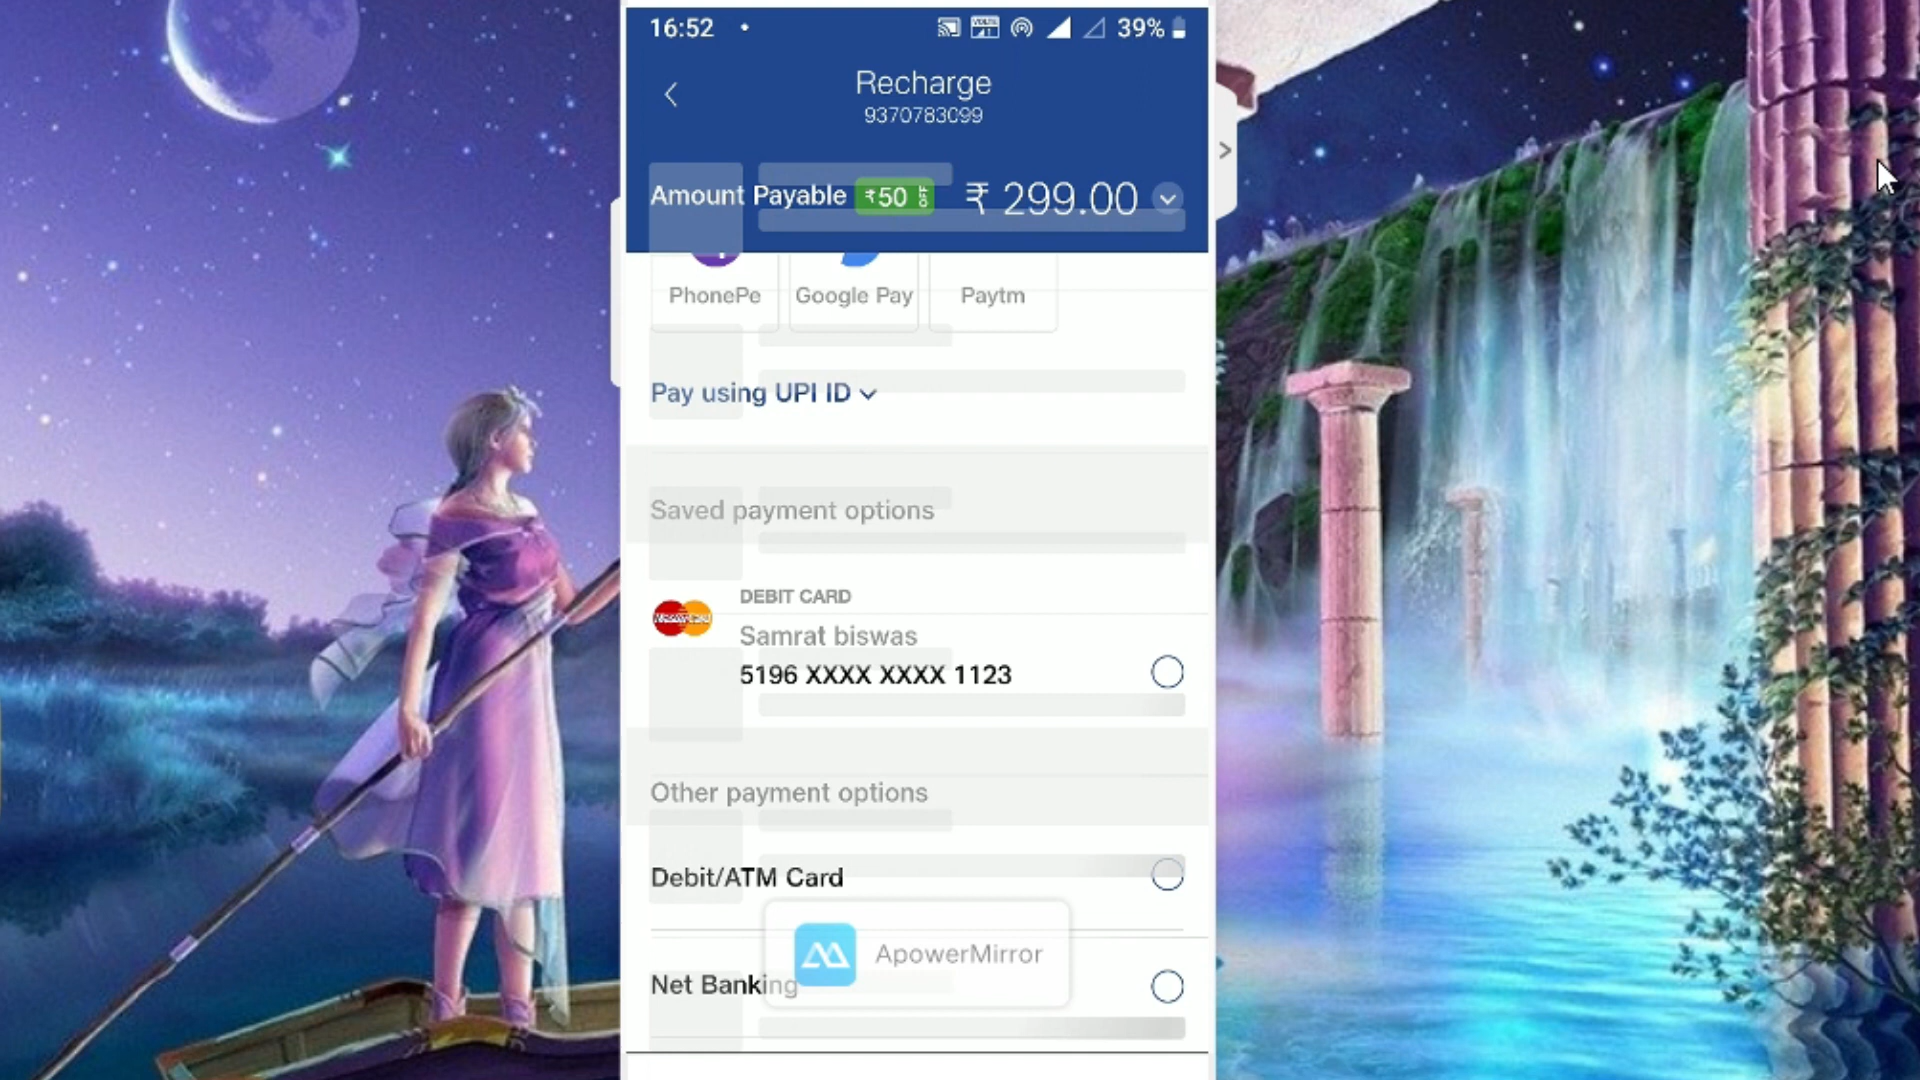 16:52
39%
Recharge
9370783099
Amount Payable ₹50 OFF ₹ 299.00
PhonePe Google Pay Paytm
Pay using UPI ID
Saved payment options
DEBIT CARD
MasterCard
Samrat biswas
5196 XXXX XXXX 1123
Other payment options
Debit/ATM Card
ApowerMirror
Net Banking